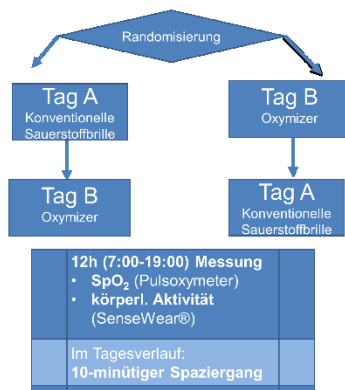 Randomisierung
Tag A
Konventionelle
Sauerstoffbrille
Tag B
Oxymizer
Tag B
Oxymizer
Tag A
Konventionelle
Sauerstoffbrille
12h (7:00-19:00) Messung
• SpO₂ (Pulsoxymeter)
• körperl. Aktivität
(SenseWear®)
Im Tagesverlauf:
10-minütiger Spaziergang